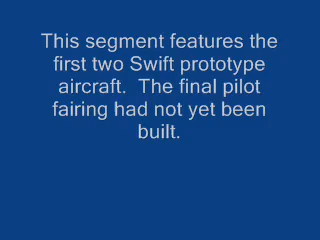 This segment features the
first two Swift prototype
aircraft.  The final pilot
fairing had not yet been
built.